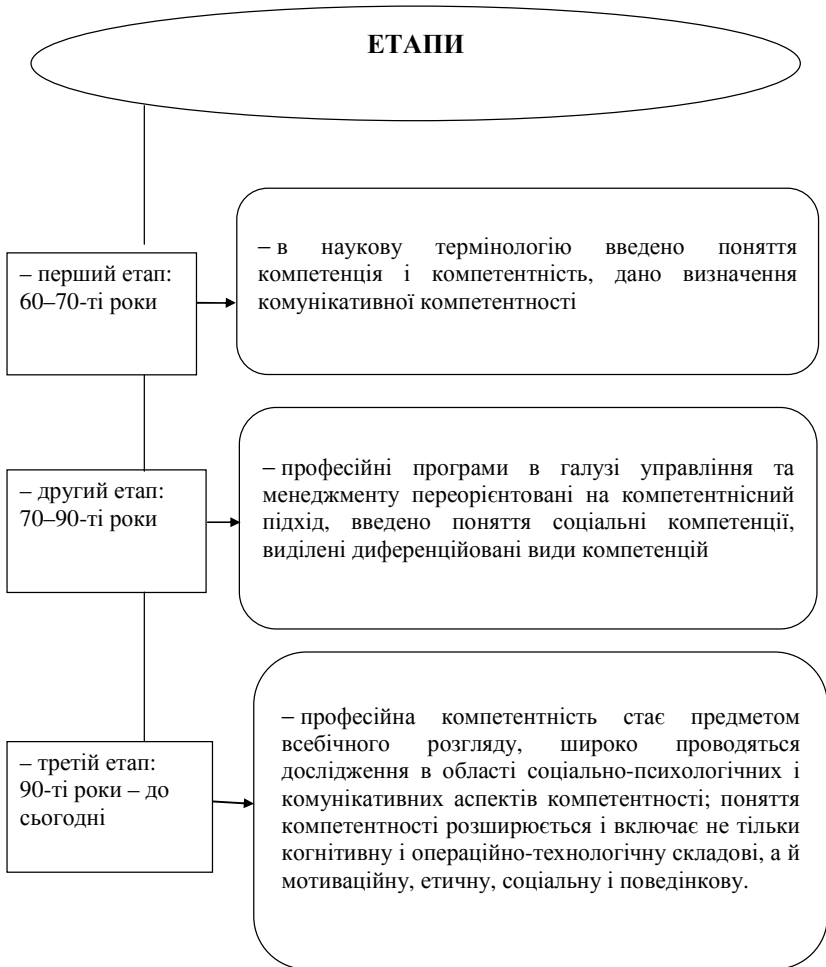 ЕТАПИ
– перший етап:
60–70-ті роки
– в наукову термінологію введено поняття
компетенція і компетентність, дано визначення
комунікативної компетентності
– другий етап:
70–90-ті роки
– професійні програми в галузі управління та
менеджменту переорієнтовані на компетентнісний
підхід, введено поняття соціальні компетенції,
виділені диференційовані види компетенцій
– третій етап:
90-ті роки – до
сьогодні
– професійна компетентність стає предметом
всебічного розгляду, широко проводяться
дослідження в області соціально-психологічних і
комунікативних аспектів компетентності; поняття
компетентності розширюється і включає не тільки
когнітивну і операційно-технологічну складові, а й
мотиваційну, етичну, соціальну і поведінкову.